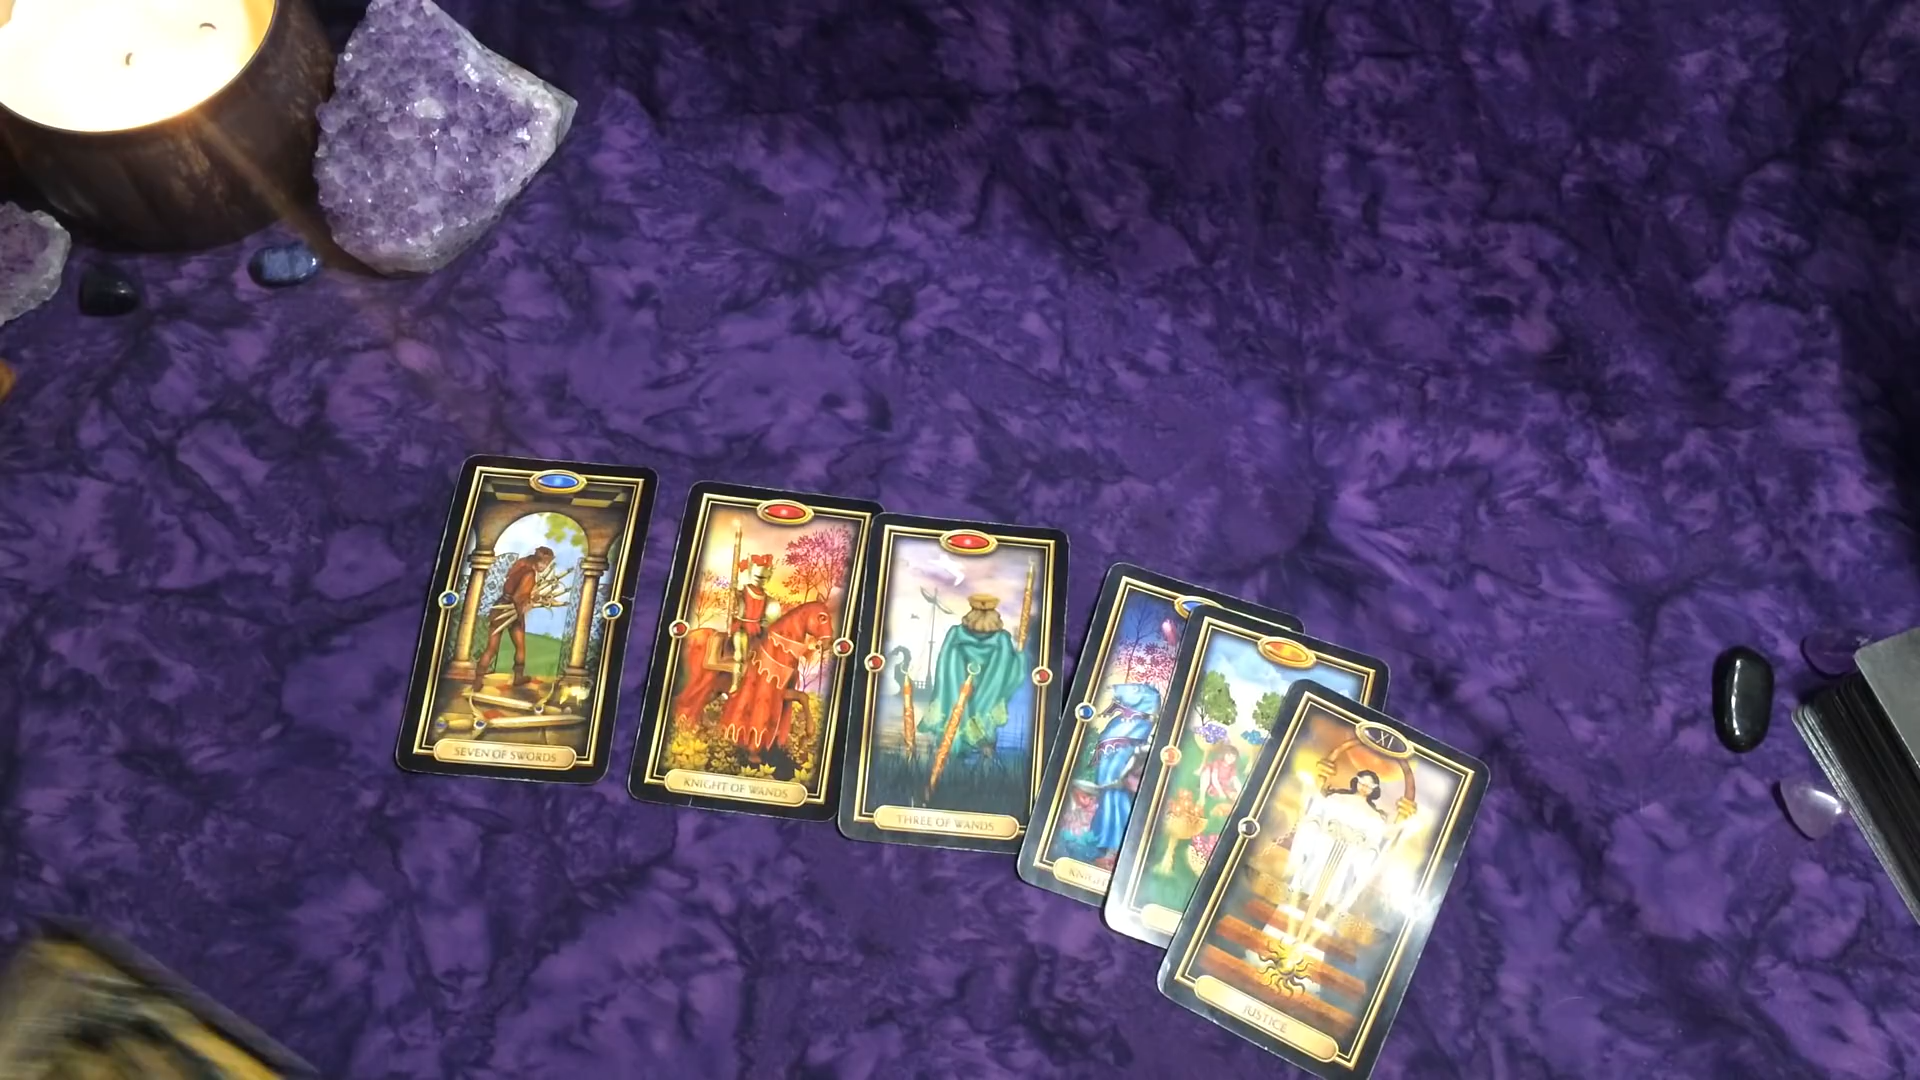 SEVEN OF SWORDS
KNIGHT OF WANDS
THREE OF WANDS
XI
JUSTICE